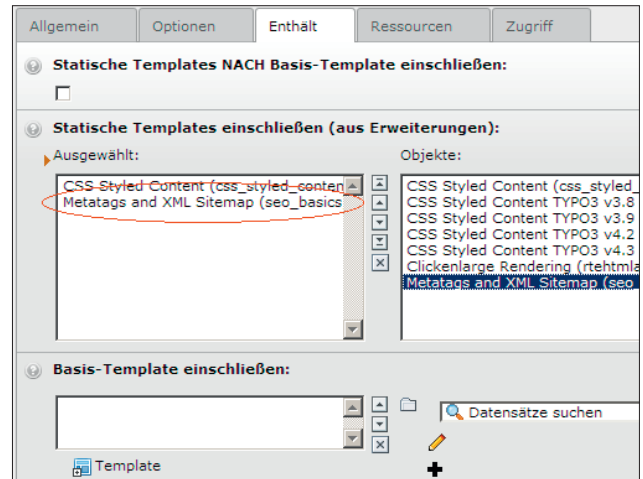 Allgemein Optionen Enthält Ressourcen Zugriff
Statische Templates NACH Basis-Template einschließen:
Statische Templates einschließen (aus Erweiterungen):
Ausgewählt: Objekte:
CSS Styled Content (css_styled_conten
Metatags and XML Sitemap (seo_basics
CSS Styled Content (css_styled_
CSS Styled Content TYPO3 v3.8
CSS Styled Content TYPO3 v3.9
CSS Styled Content TYPO3 v4.2
CSS Styled Content TYPO3 v4.3
Clickenlarge Rendering (rtehtmla
Metatags and XML Sitemap (seo_
Basis-Template einschließen:
Datensätze suchen
Template